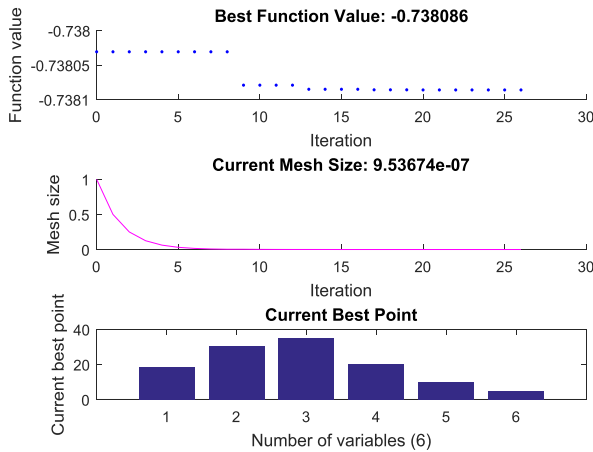 Best Function Value: -0.738086
Function value
-0.738
-0.73805
-0.7381
0 5 10 15 20 25 30
Iteration
Current Mesh Size: 9.53674e-07
Mesh size
1
0.5
0
0 5 10 15 20 25 30
Iteration
Current Best Point
Current best point
40
20
0
1 2 3 4 5 6
Number of variables (6)